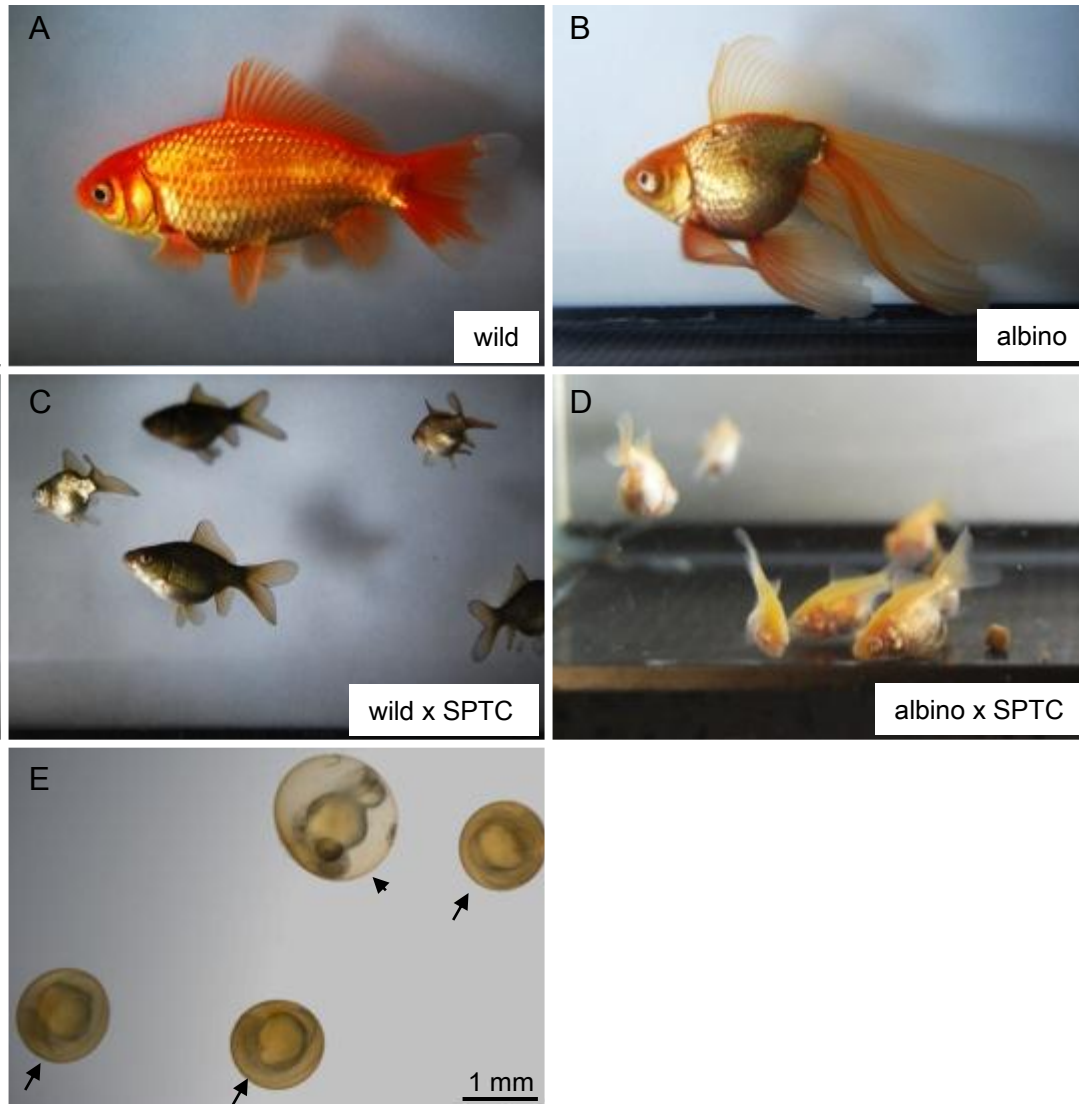 A
wild
B
albino
C
wild x SPTC
D
albino x SPTC
E
1 mm